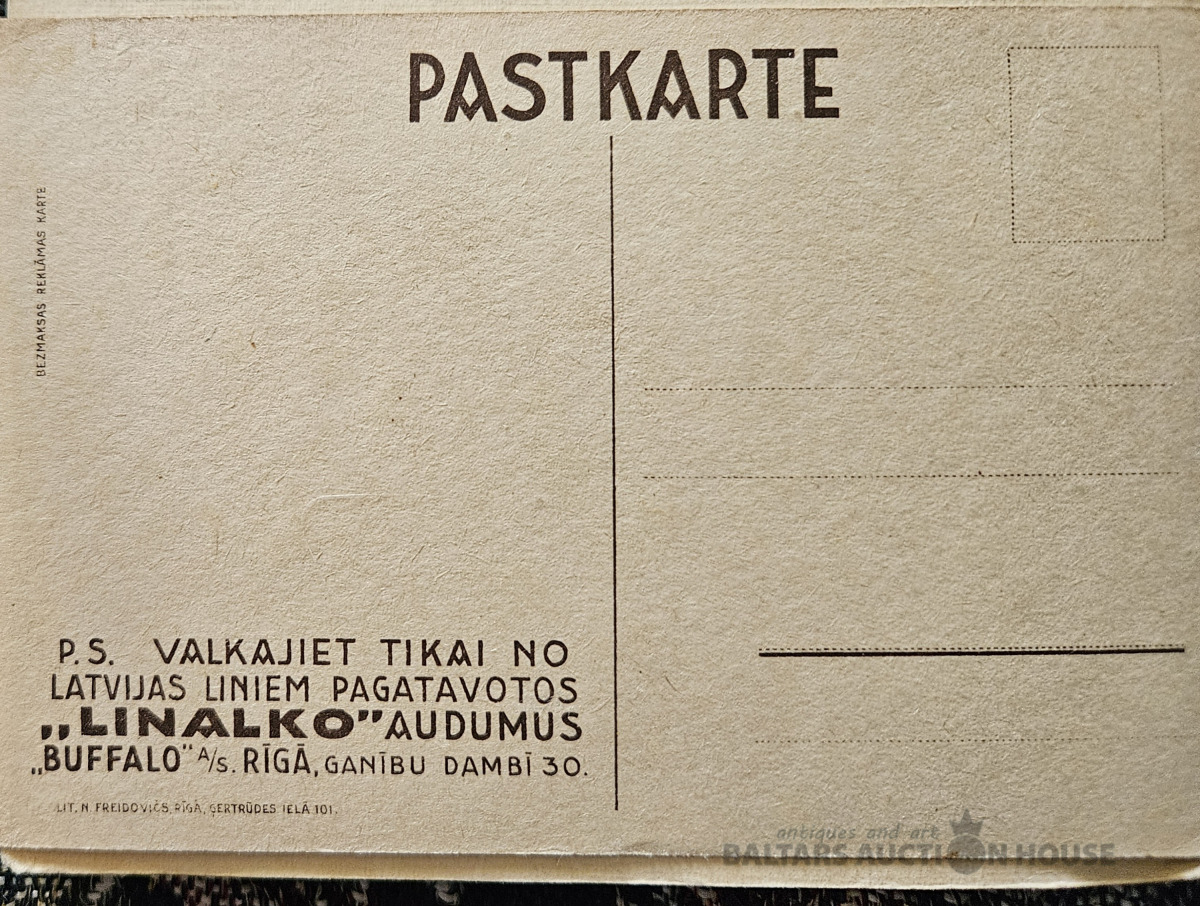 PASTKARTE
BEZMAKSAS REKLĀMAS KARTE
P.S. VALKAJIET TIKAI NO
LATVIJAS LINIEM PAGATAVOTOS
„LINALKO” AUDUMUS
„BUFFALO” A/S. RĪGĀ, GANĪBU DAMBĪ 30.
LIT. N. FREIDOVIČS, RĪGĀ, ĢERTRŪDES IELĀ 101.
antiques and art
BALTARS AUCTION HOUSE